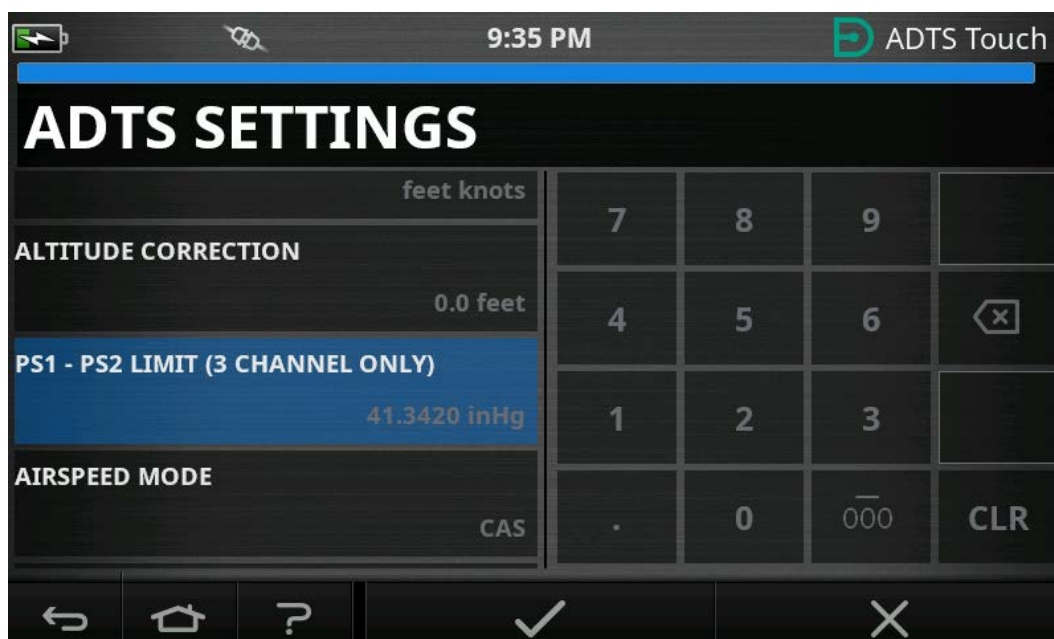 9:35 PM
ADTS Touch
ADTS SETTINGS
feet knots
ALTITUDE CORRECTION
0.0 feet
PS1 - PS2 LIMIT (3 CHANNEL ONLY)
41.3420 inHg
AIRSPEED MODE
CAS
7 8 9
4 5 6
1 2 3
. 0 000 CLR
?